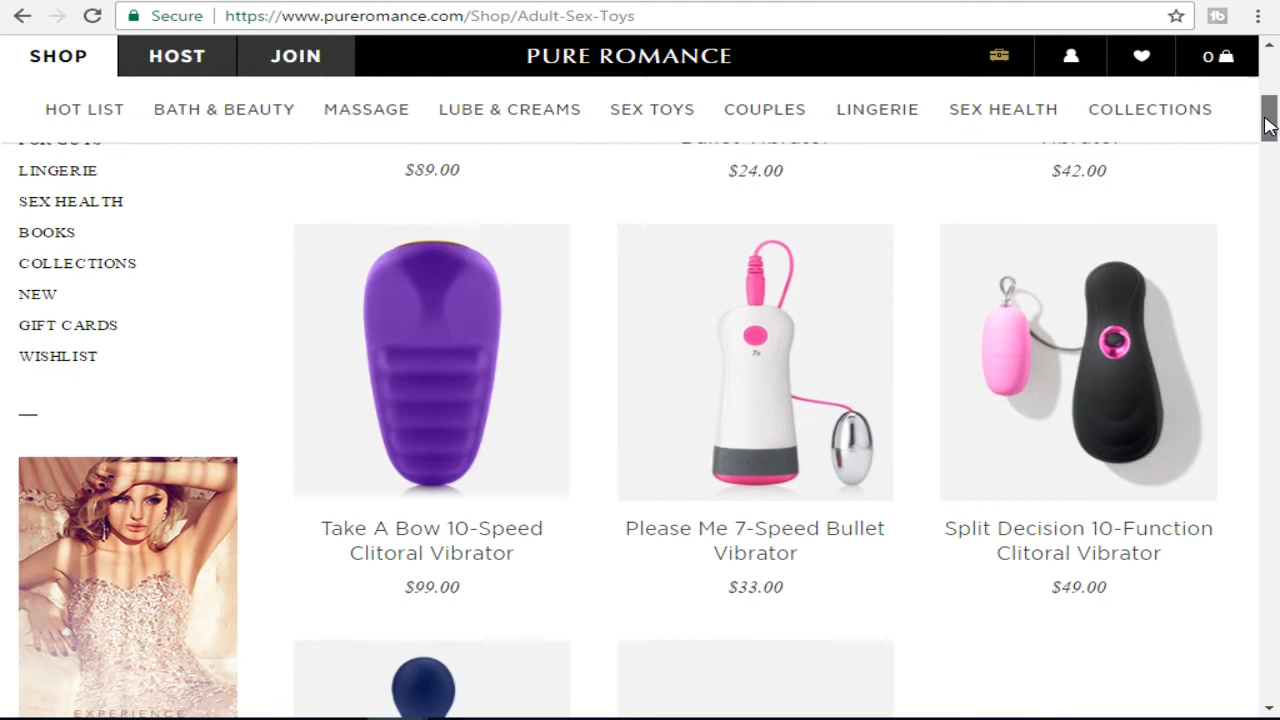 Secure
https://www.pureromance.com/Shop/Adult-Sex-Toys
SHOP HOST JOIN PURE ROMANCE 0
HOT LIST BATH & BEAUTY MASSAGE LUBE & CREAMS SEX TOYS COUPLES LINGERIE SEX HEALTH COLLECTIONS
LINGERIE
SEX HEALTH
BOOKS
COLLECTIONS
NEW
GIFT CARDS
WISHLIST
$89.00 $24.00 $42.00
7x
Take A Bow 10-Speed
Clitoral Vibrator
$99.00
Please Me 7-Speed Bullet
Vibrator
$33.00
Split Decision 10-Function
Clitoral Vibrator
$49.00
EXPERIENCE